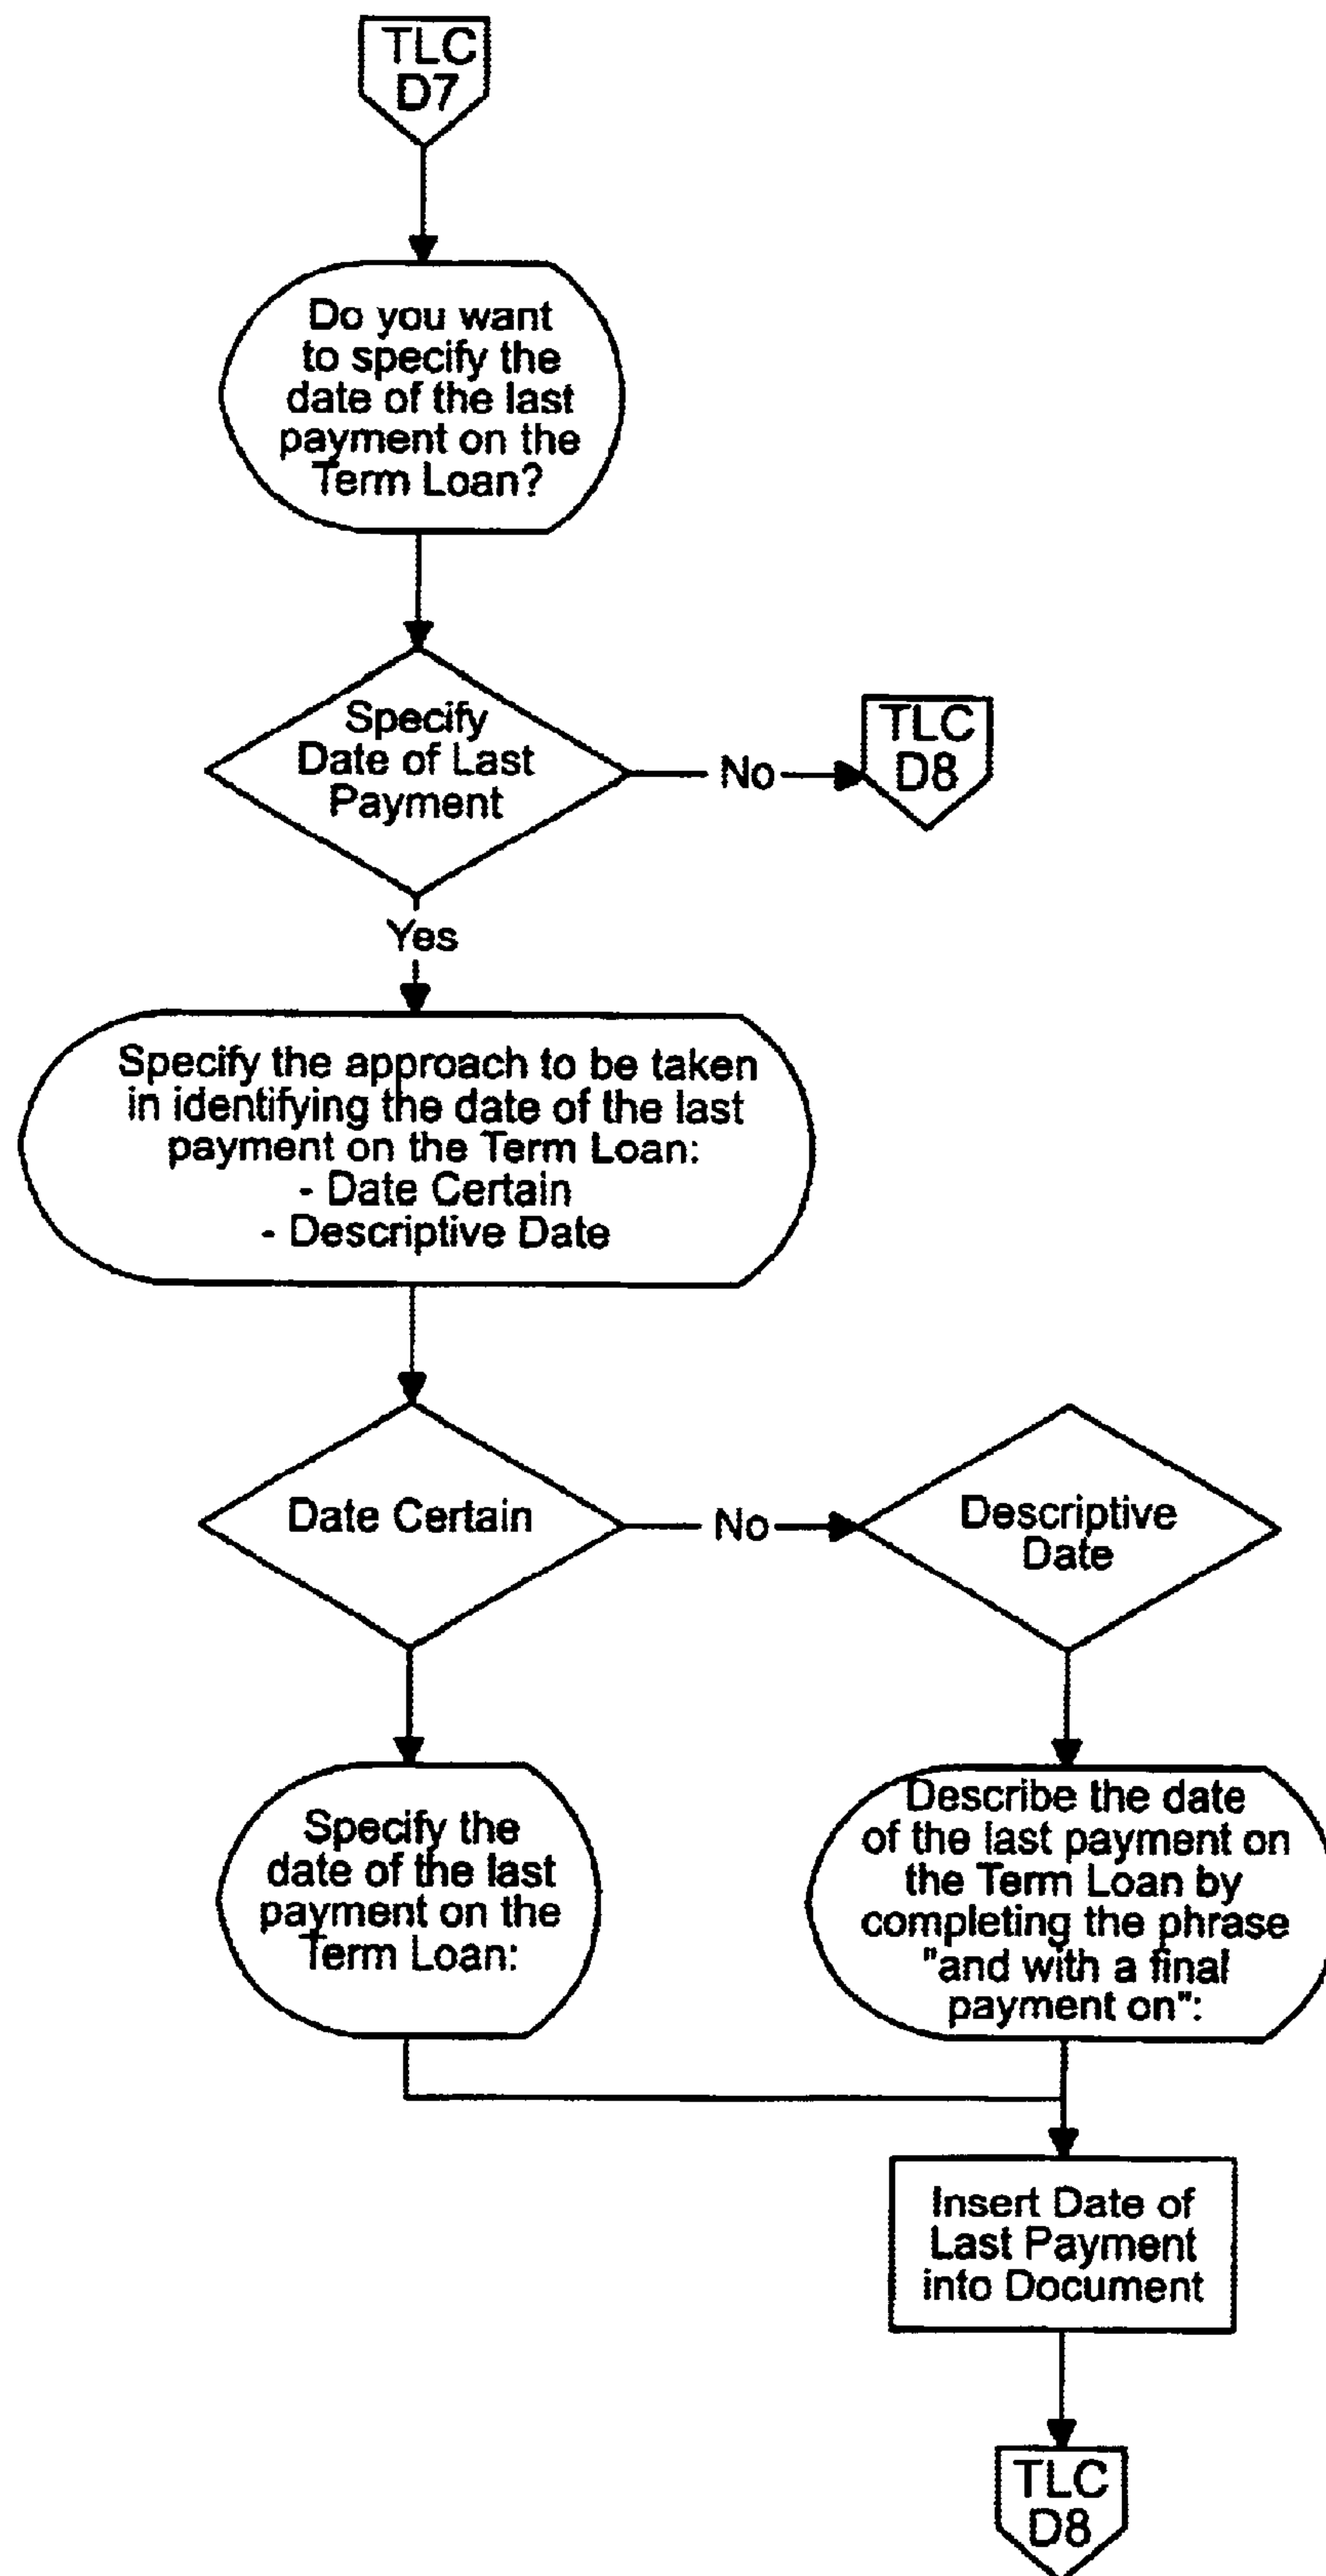 TLC
D7
Do you want
to specify the
date of the last
payment on the
Term Loan?
Specify
Date of Last
Payment
No
TLC
D8
Yes
Specify the approach to be taken
in identifying the date of the last
payment on the Term Loan:
- Date Certain
- Descriptive Date
Date Certain
No
Descriptive
Date
Specify the
date of the last
payment on the
Term Loan:
Describe the date
of the last payment on
the Term Loan by
completing the phrase
"and with a final
payment on":
Insert Date of
Last Payment
into Document
TLC
D8